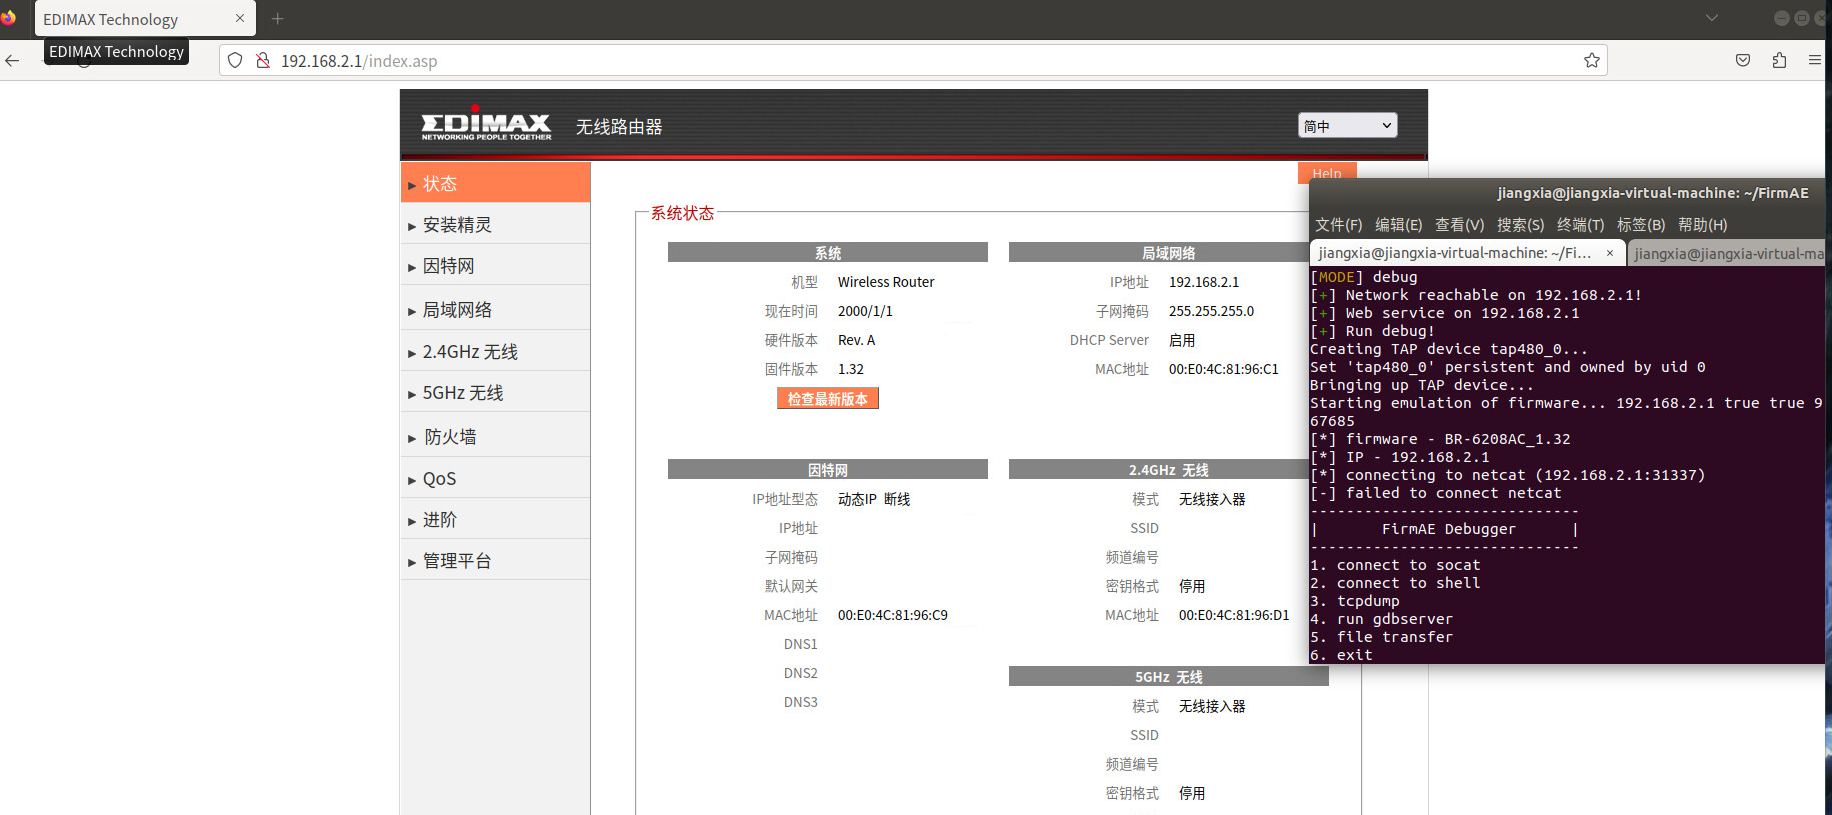 EDIMAX Technology
EDIMAX Technology
192.168.2.1/index.asp
EDIMAX
NETWORKING PEOPLE TOGETHER
无线路由器
简中
状态
安装精灵
因特网
局域网络
2.4GHz 无线
5GHz 无线
防火墙
QoS
进阶
管理平台
Help
系统状态
系统
机型 Wireless Router
现在时间 2000/1/1
硬件版本 Rev. A
固件版本 1.32
检查最新版本
局域网络
IP地址 192.168.2.1
子网掩码 255.255.255.0
DHCP Server 启用
MAC地址 00:E0:4C:81:96:C1
因特网
IP地址型态 动态IP 断线
IP地址
子网掩码
默认网关
MAC地址 00:E0:4C:81:96:C9
DNS1
DNS2
DNS3
2.4GHz 无线
模式 无线接入器
SSID
频道编号
密钥格式 停用
MAC地址 00:E0:4C:81:96:D1
5GHz 无线
模式 无线接入器
SSID
频道编号
密钥格式 停用
jiangxia@jiangxia-virtual-machine: ~/FirmAE
文件(F) 编辑(E) 查看(V) 搜索(S) 终端(T) 标签(B) 帮助(H)
jiangxia@jiangxia-virtual-machine: ~/Fi... × jiangxia@jiangxia-virtual-ma
[MODE] debug
[+] Network reachable on 192.168.2.1!
[+] Web service on 192.168.2.1
[+] Run debug!
Creating TAP device tap480_0...
Set 'tap480_0' persistent and owned by uid 0
Bringing up TAP device...
Starting emulation of firmware... 192.168.2.1 true true 9
67685
[*] firmware - BR-6208AC_1.32
[*] IP - 192.168.2.1
[*] connecting to netcat (192.168.2.1:31337)
[-] failed to connect netcat
------------------------------
|       FirmAE Debugger      |
------------------------------
1. connect to socat
2. connect to shell
3. tcpdump
4. run gdbserver
5. file transfer
6. exit